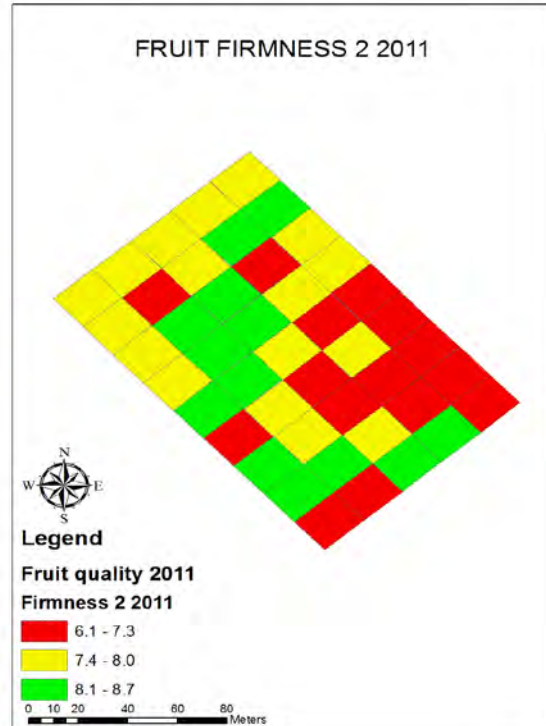 FRUIT FIRMNESS 2 2011
N
W E
S
Legend
Fruit quality 2011
Firmness 2 2011
6.1 - 7.3
7.4 - 8.0
8.1 - 8.7
0 10 20 40 60 80
Meters